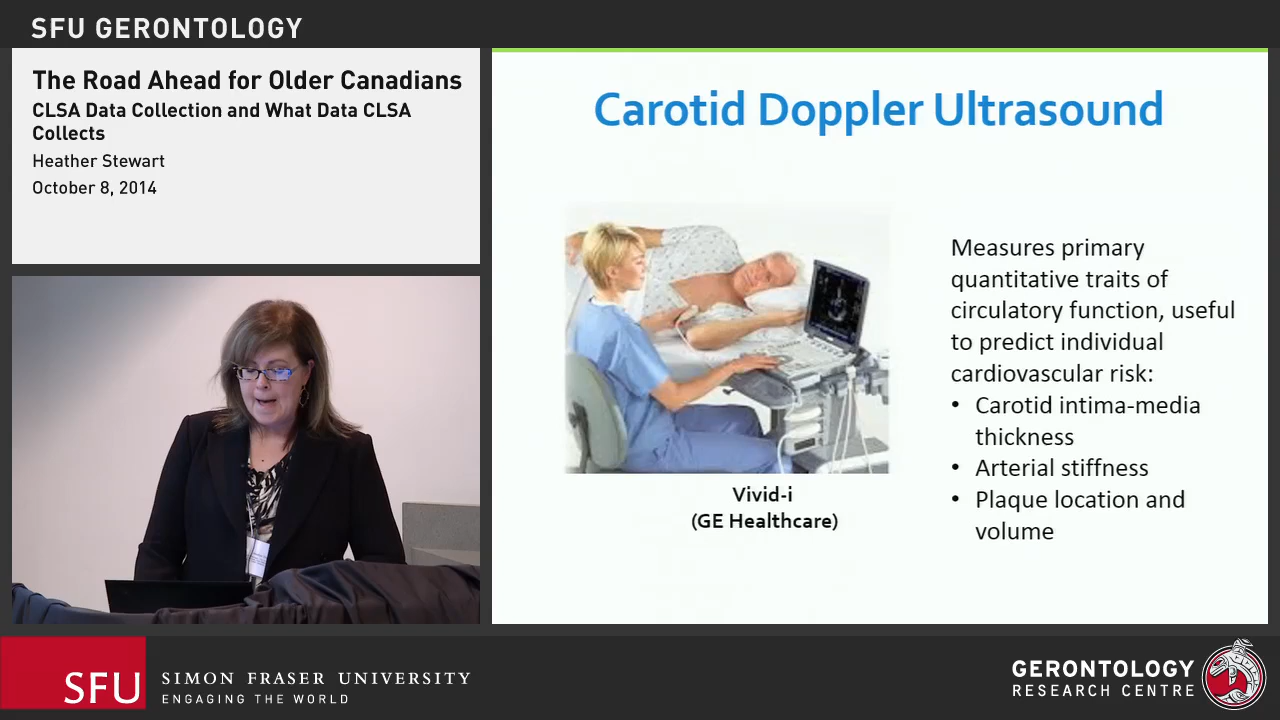 SFU GERONTOLOGY
The Road Ahead for Older Canadians
CLSA Data Collection and What Data CLSA
Collects
Heather Stewart
October 8, 2014
Carotid Doppler Ultrasound
Measures primary
quantitative traits of
circulatory function, useful
to predict individual
cardiovascular risk:
• Carotid intima-media
thickness
• Arterial stiffness
• Plaque location and
volume
Vivid-i
(GE Healthcare)
SFU
SIMON FRASER UNIVERSITY
ENGAGING THE WORLD
GERONTOLOGY
RESEARCH CENTRE